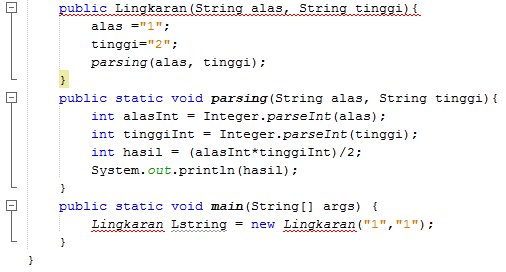 public Lingkaran(String alas, String tinggi){
alas ="1";
tinggi="2";
parsing(alas, tinggi);
}
public static void parsing(String alas, String tinggi){
int alasInt = Integer.parseInt(alas);
int tinggiInt = Integer.parseInt(tinggi);
int hasil = (alasInt*tinggiInt)/2;
System.out.println(hasil);
}
public static void main(String[] args) {
Lingkaran Lstring = new Lingkaran("1","1");
}
}